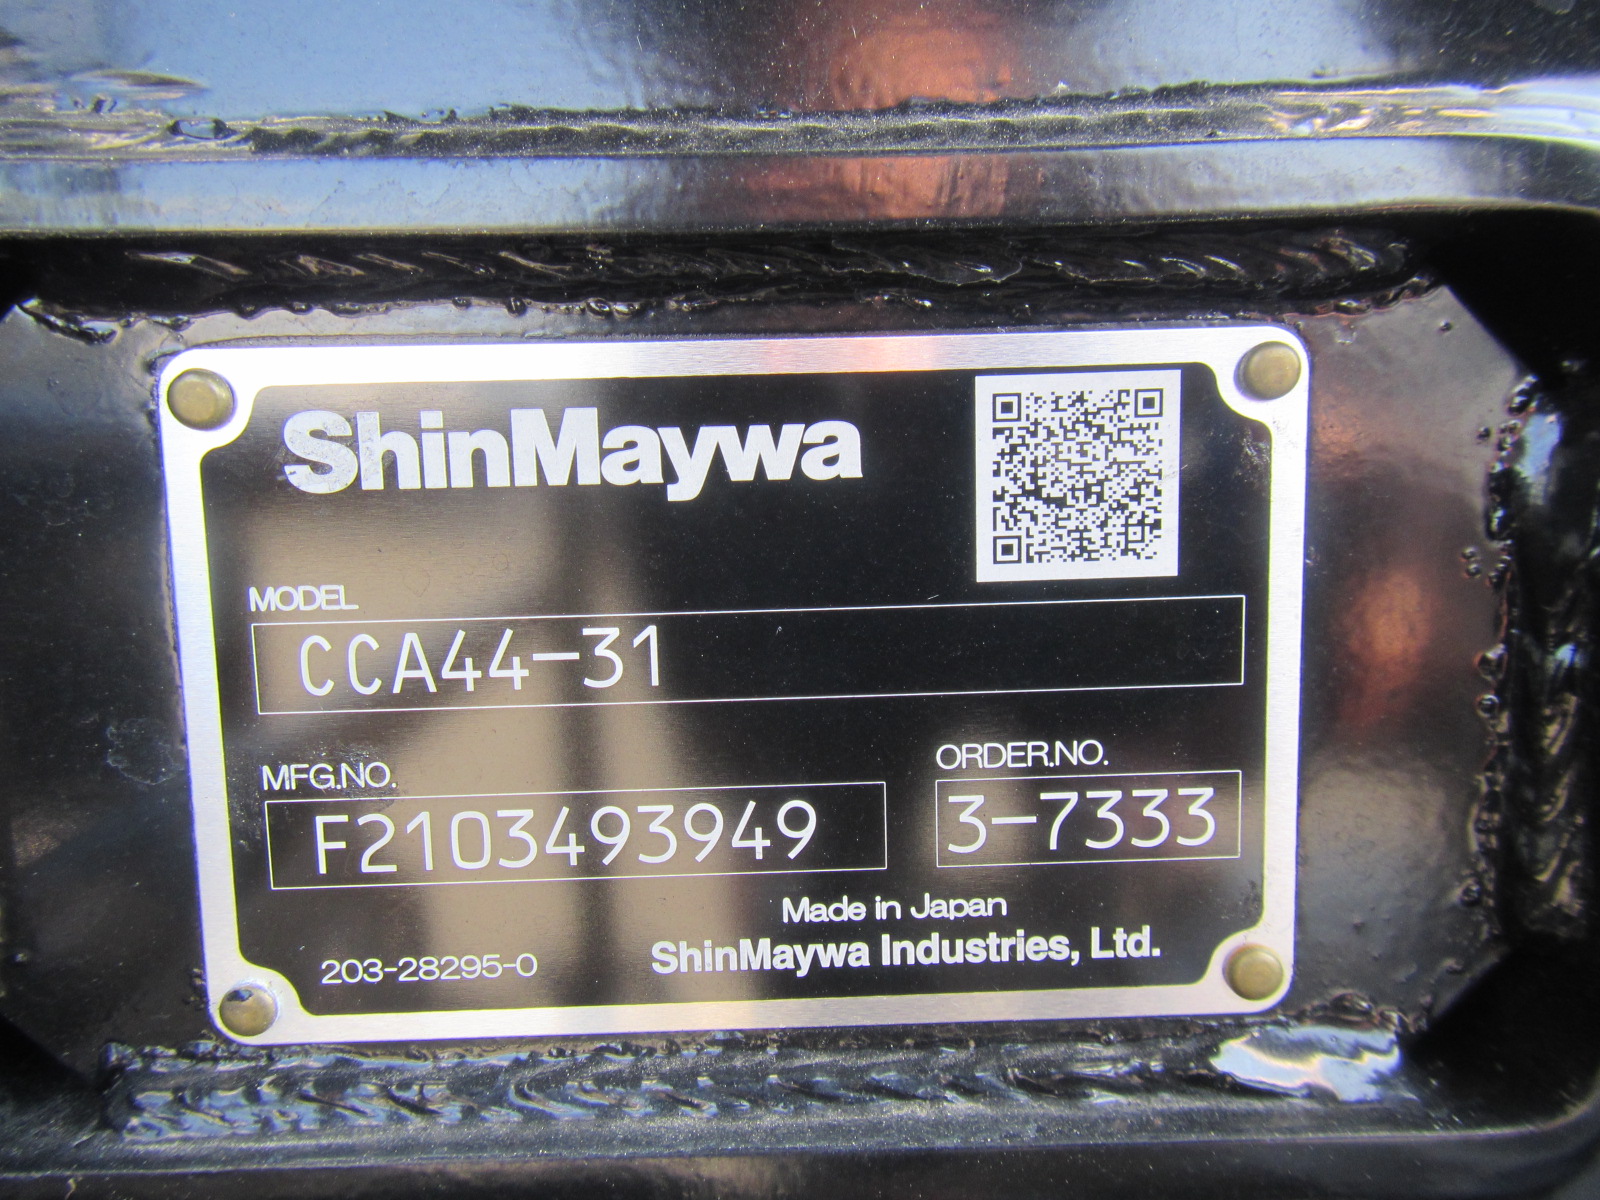 ShinMaywa
MODEL
CCA44-31
MFG.NO.
F2103493949
ORDER.NO.
3-7333
Made in Japan
203-28295-0
ShinMaywa Industries, Ltd.